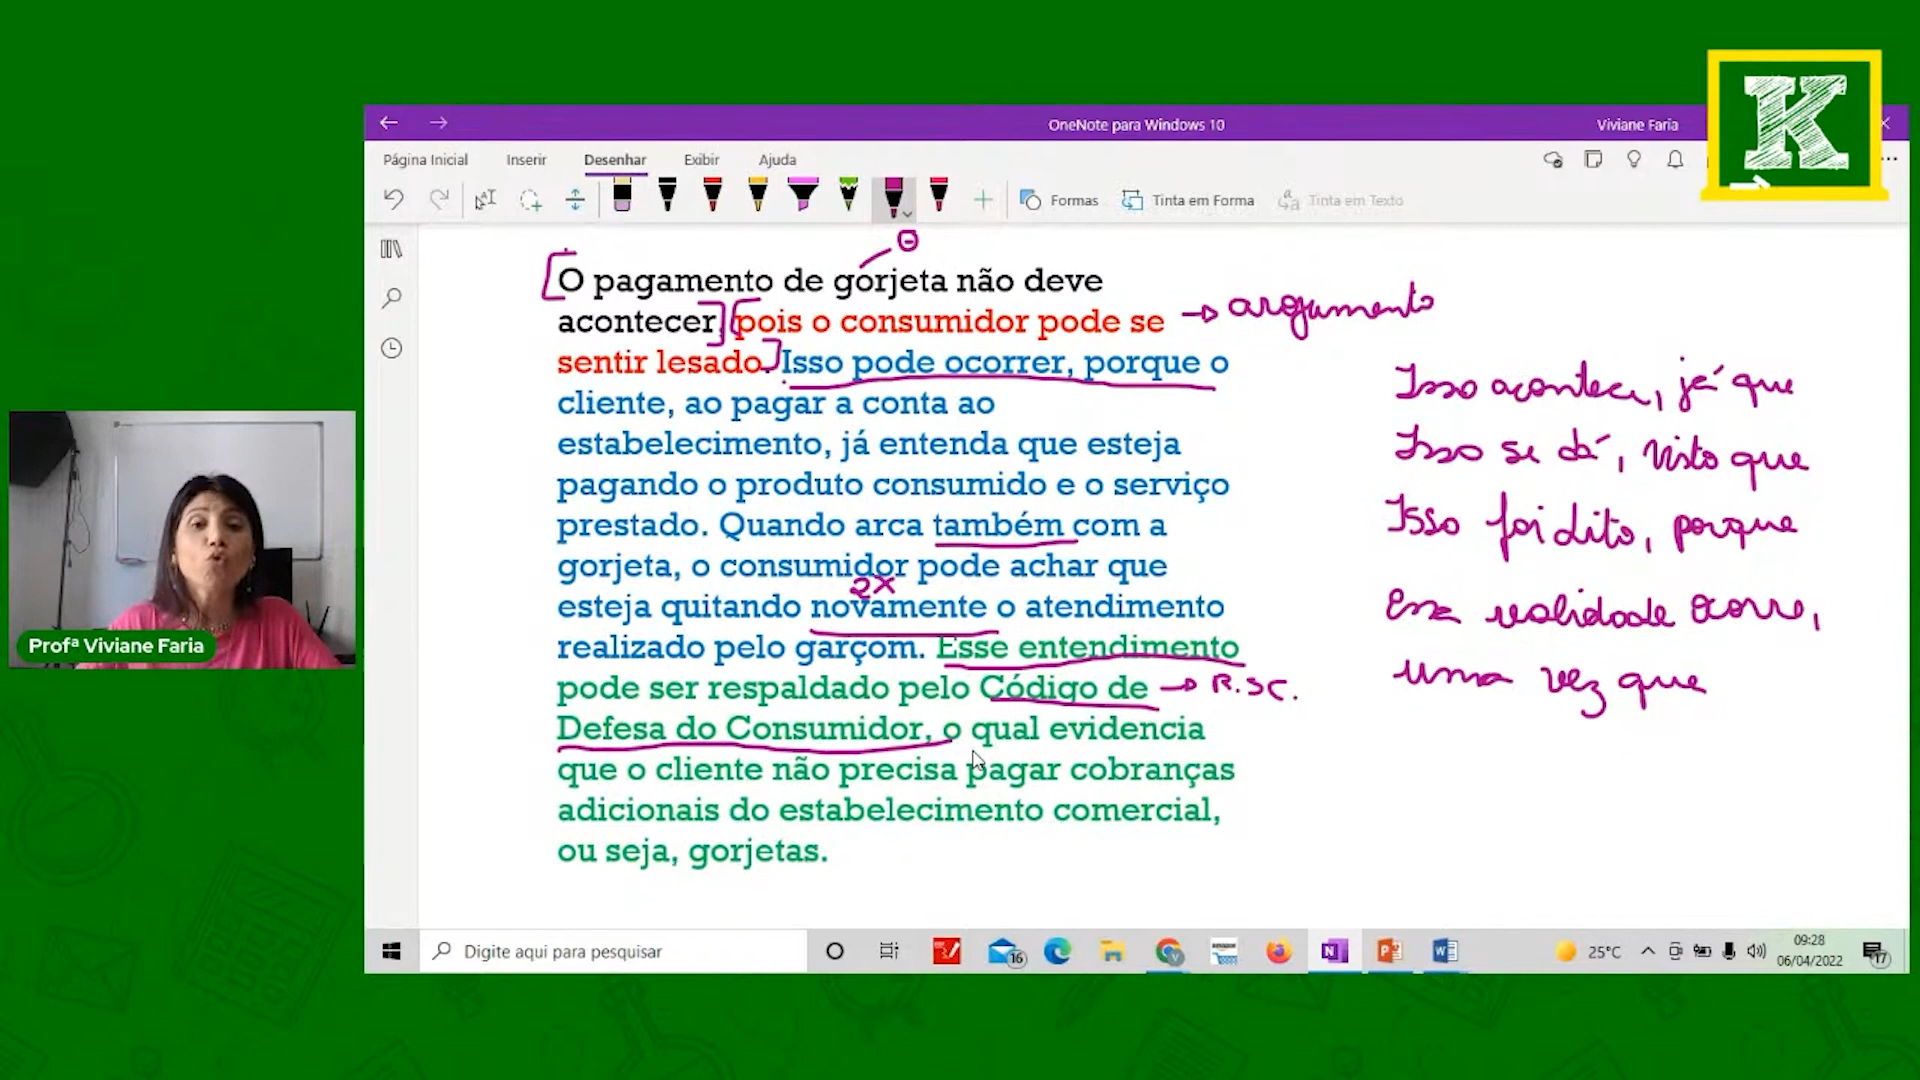 K
OneNote para Windows 10
Viviane Faria
Página Inicial
Inserir
Desenhar
Exibir
Ajuda
Formas
Tinta em Forma
Tinta em Texto
O pagamento de gorjeta não deve
acontecer, pois o consumidor pode se
sentir lesado. Isso pode ocorrer, porque o
cliente, ao pagar a conta ao
estabelecimento, já entenda que esteja
pagando o produto consumido e o serviço
prestado. Quando arca também com a
gorjeta, o consumidor pode achar que
2x
esteja quitando novamente o atendimento
realizado pelo garçom. Esse entendimento
pode ser respaldado pelo Código de
Defesa do Consumidor, o qual evidencia
que o cliente não precisa pagar cobranças
adicionais do estabelecimento comercial,
ou seja, gorjetas.
argumento
R.SC.
Isso acontece, já que
Isso se dá, visto que
Isso foi dito, porque
Essa realidade ocorre,
uma vez que
Profª Viviane Faria
Digite aqui para pesquisar
16
amazon
25°C
09:28
06/04/2022
17